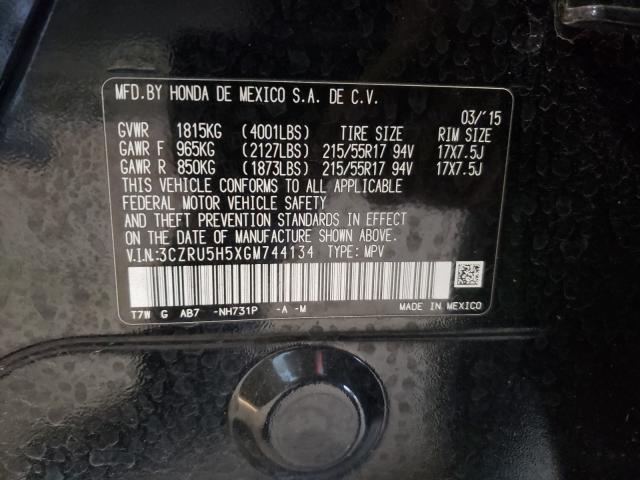 MFD.BY HONDA DE MEXICO S.A. DE C.V.
03/'15
GVWR 1815KG (4001LBS) TIRE SIZE RIM SIZE
GAWR F 965KG (2127LBS) 215/55R17 94V 17X7.5J
GAWR R 850KG (1873LBS) 215/55R17 94V 17X7.5J
THIS VEHICLE CONFORMS TO ALL APPLICABLE
FEDERAL MOTOR VEHICLE SAFETY
AND THEFT PREVENTION STANDARDS IN EFFECT
ON THE DATE OF MANUFACTURE SHOWN ABOVE.
V.I.N.:3CZRU5H5XGM744134 TYPE: MPV
T7W G AB7 -NH731P -A -M MADE IN MEXICO